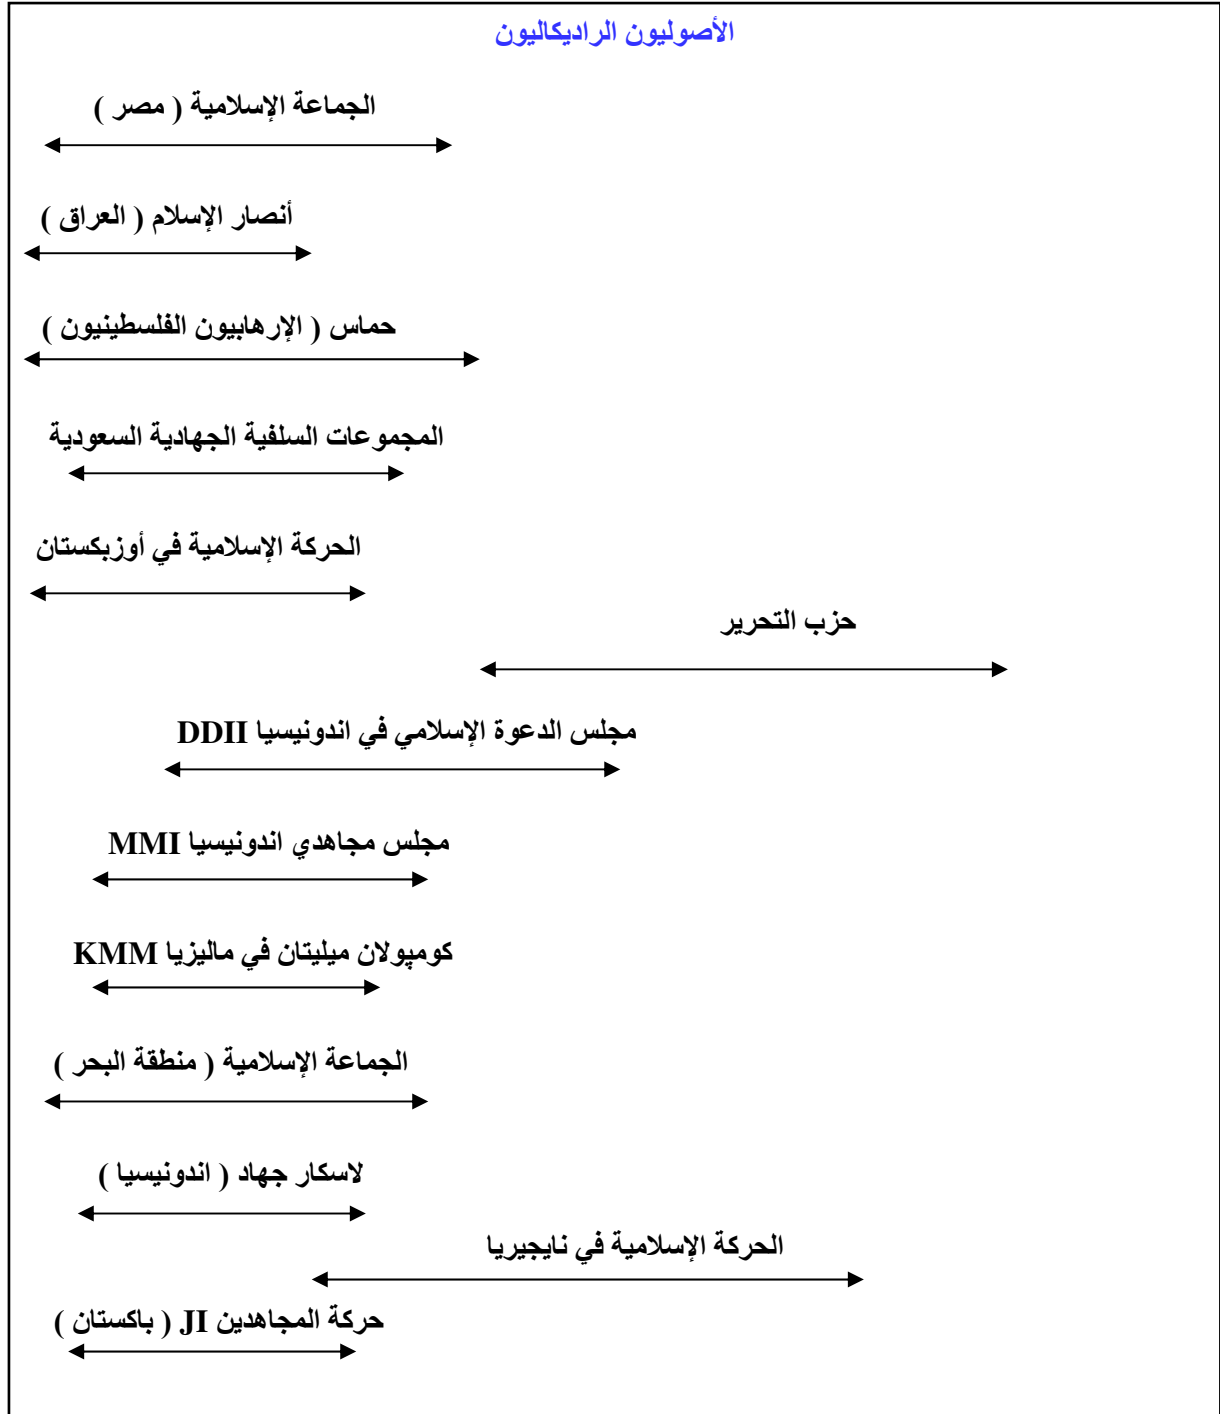 الأصوليون الراديكاليون
الجماعة الإسلامية ( مصر )
أنصار الإسلام ( العراق )
حماس ( الإرهابيون الفلسطينيون )
المجموعات السلفية الجهادية السعودية
الحركة الإسلامية في أوزبكستان
حزب التحرير
مجلس الدعوة الإسلامي في اندونيسيا DDII
مجلس مجاهدي اندونيسيا MMI
كومپولان ميليتان في ماليزيا KMM
الجماعة الإسلامية ( منطقة البحر )
لاسكار جهاد ( اندونيسيا )
الحركة الإسلامية في نايجيريا
حركة المجاهدين JI ( باكستان )